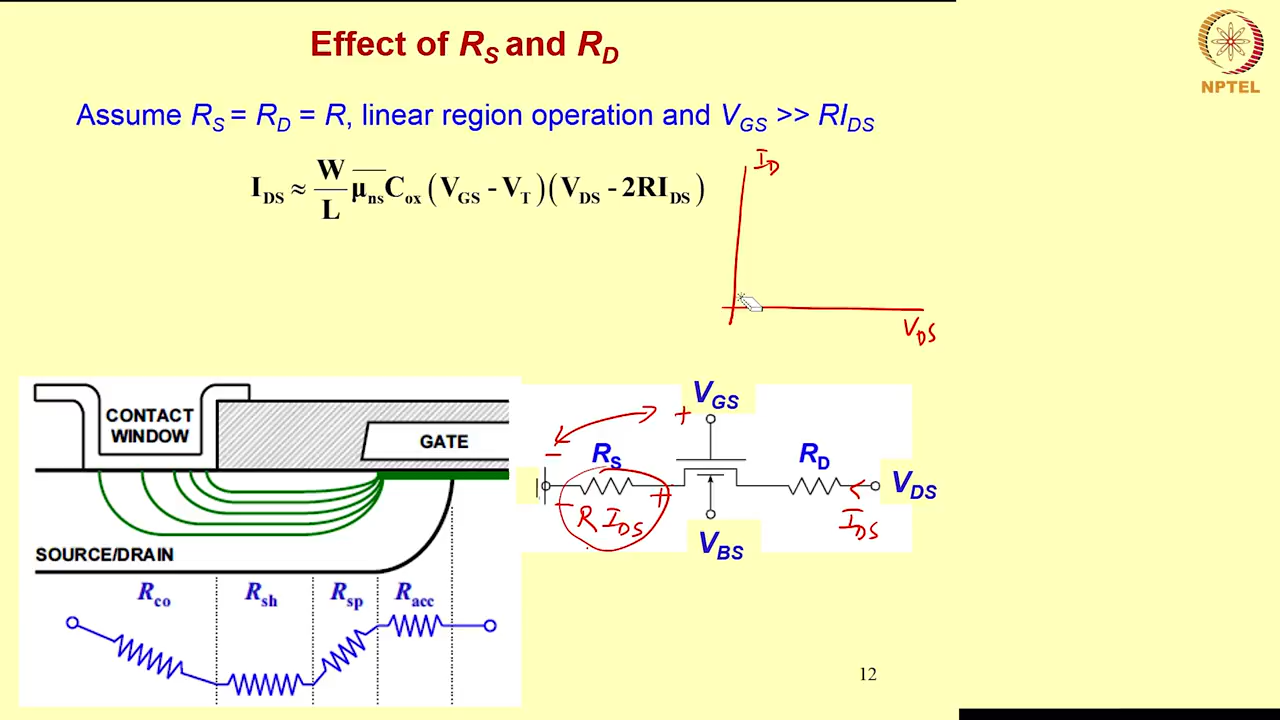 Effect of R_S and R_D
NPTEL
Assume R_S = R_D = R, linear region operation and V_GS >> RI_DS
I_DS ≈ W/L μ̅_ns C_ox (V_GS - V_T)(V_DS - 2RI_DS)
I_D
V_DS
CONTACT
WINDOW
GATE
SOURCE/DRAIN
R_co R_sh R_sp R_acc
V_GS
+
−
R_S
R_D
V_DS
− R I_DS +
I_DS
V_BS
12